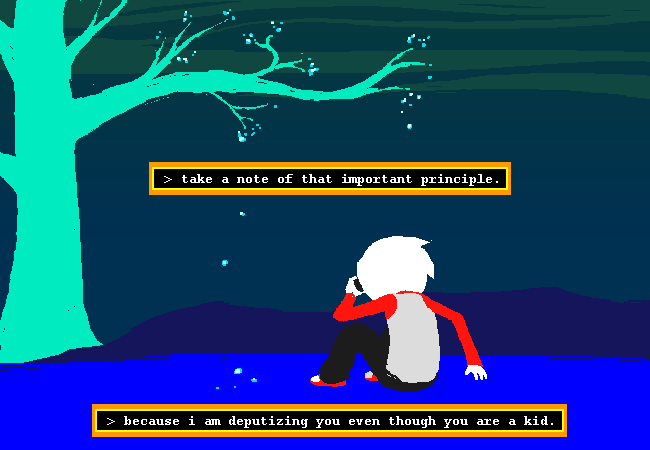 > take a note of that important principle.
> because i am deputizing you even though you are a kid.